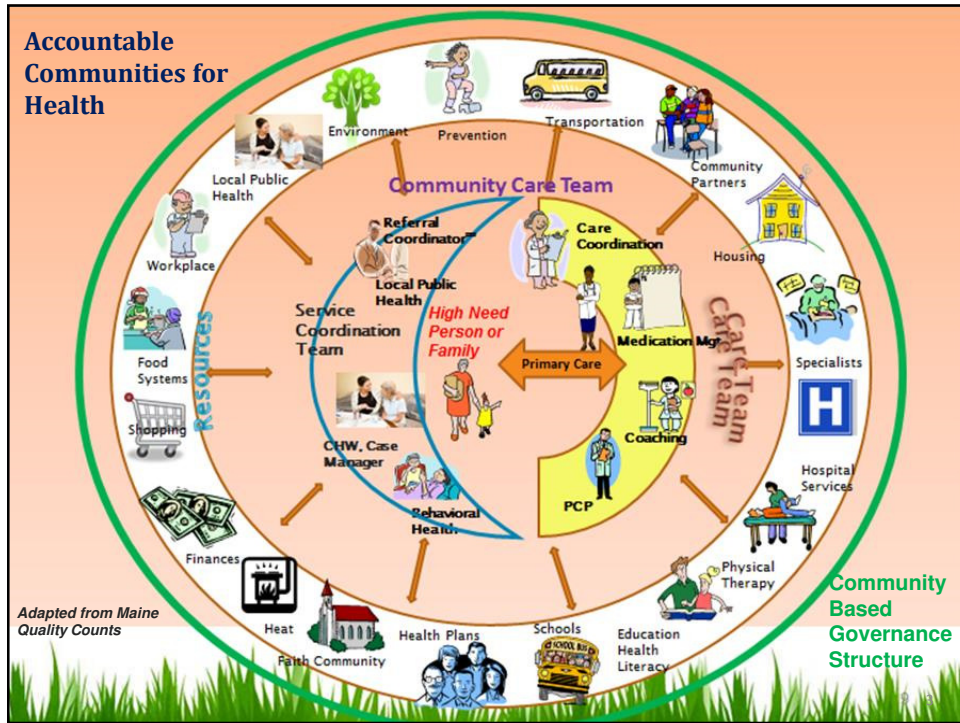 Accountable
Communities for
Health
Prevention
Transportation
Environment
Community
Partners
Local Public
Health
Housing
Workplace
Community Care Team
Referral
Coordinator
Local Public
Health
Care
Coordination
Service
Coordination
Team
High Need
Person or
Family
Primary Care
Medication Mgt
Care Team
Care Team
Specialists
H
Resources
Food
Systems
Shopping
CHW, Case
Manager
Coaching
Behavioral
Health
PCP
Hospital
Services
Finances
Physical
Therapy
Heat
Faith Community
Health Plans
Schools
SCHOOL BUS
Education
Health
Literacy
Adapted from Maine
Quality Counts
Community
Based
Governance
Structure